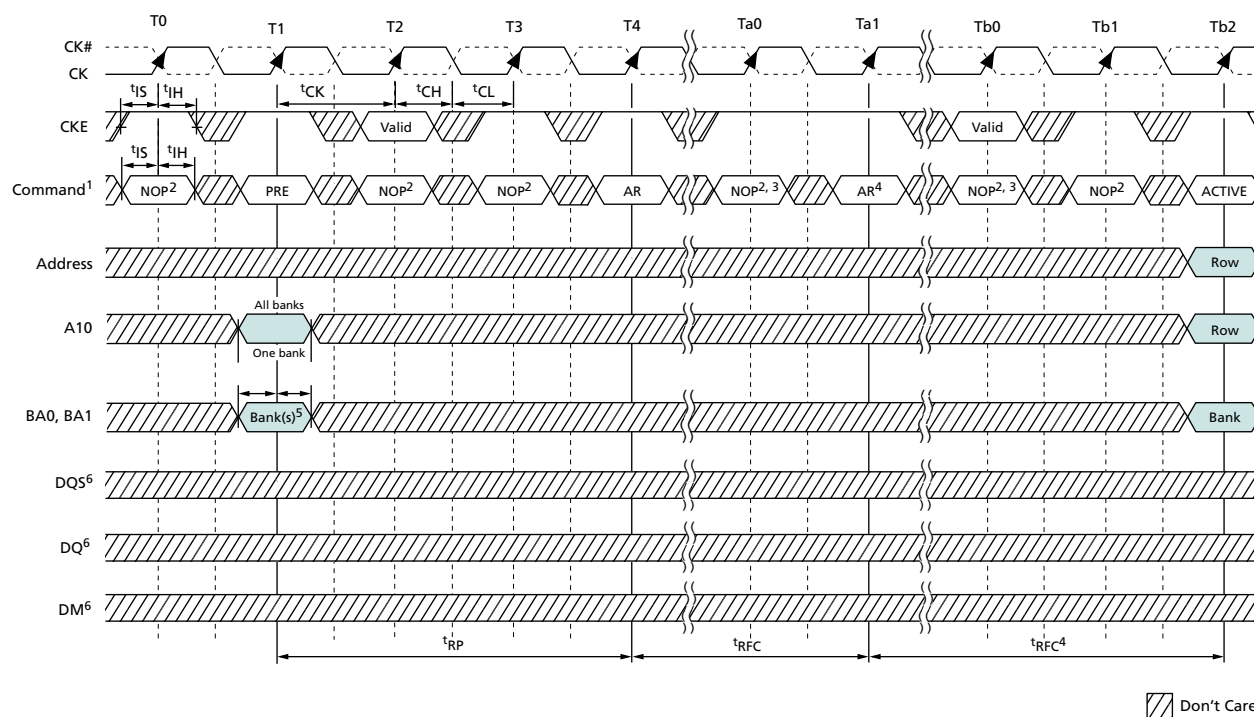 T0 T1 T2 T3 T4 Ta0 Ta1 Tb0 Tb1 Tb2
CK#
CK
tIS tIH tCK tCH tCL
CKE Valid Valid
tIS tIH
Command1 NOP2 PRE NOP2 NOP2 AR NOP2, 3 AR4 NOP2, 3 NOP2 ACTIVE
Address Row
All banks
A10 Row
One bank
BA0, BA1 Bank(s)5 Bank
DQS6
DQ6
DM6
tRP tRFC tRFC4
Don't Care